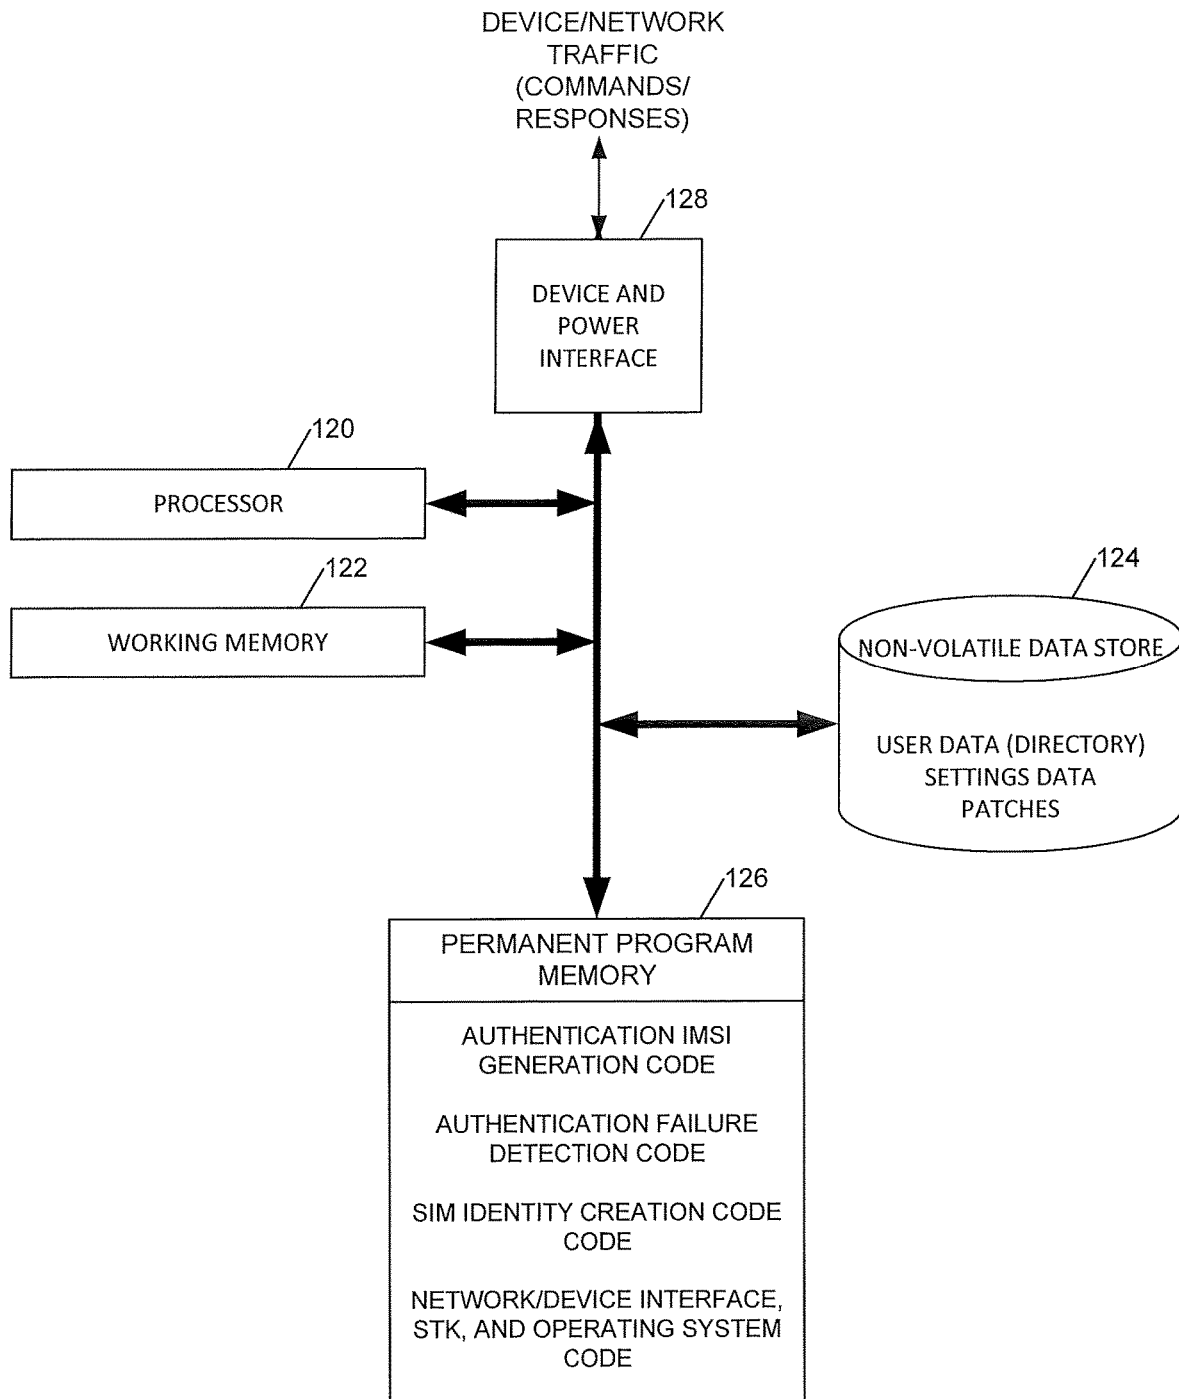 DEVICE/NETWORK
TRAFFIC
(COMMANDS/
RESPONSES)
128
DEVICE AND
POWER
INTERFACE
120
PROCESSOR
122
WORKING MEMORY
124
NON-VOLATILE DATA STORE
USER DATA (DIRECTORY)
SETTINGS DATA
PATCHES
126
PERMANENT PROGRAM
MEMORY
AUTHENTICATION IMSI
GENERATION CODE
AUTHENTICATION FAILURE
DETECTION CODE
SIM IDENTITY CREATION CODE
CODE
NETWORK/DEVICE INTERFACE,
STK, AND OPERATING SYSTEM
CODE